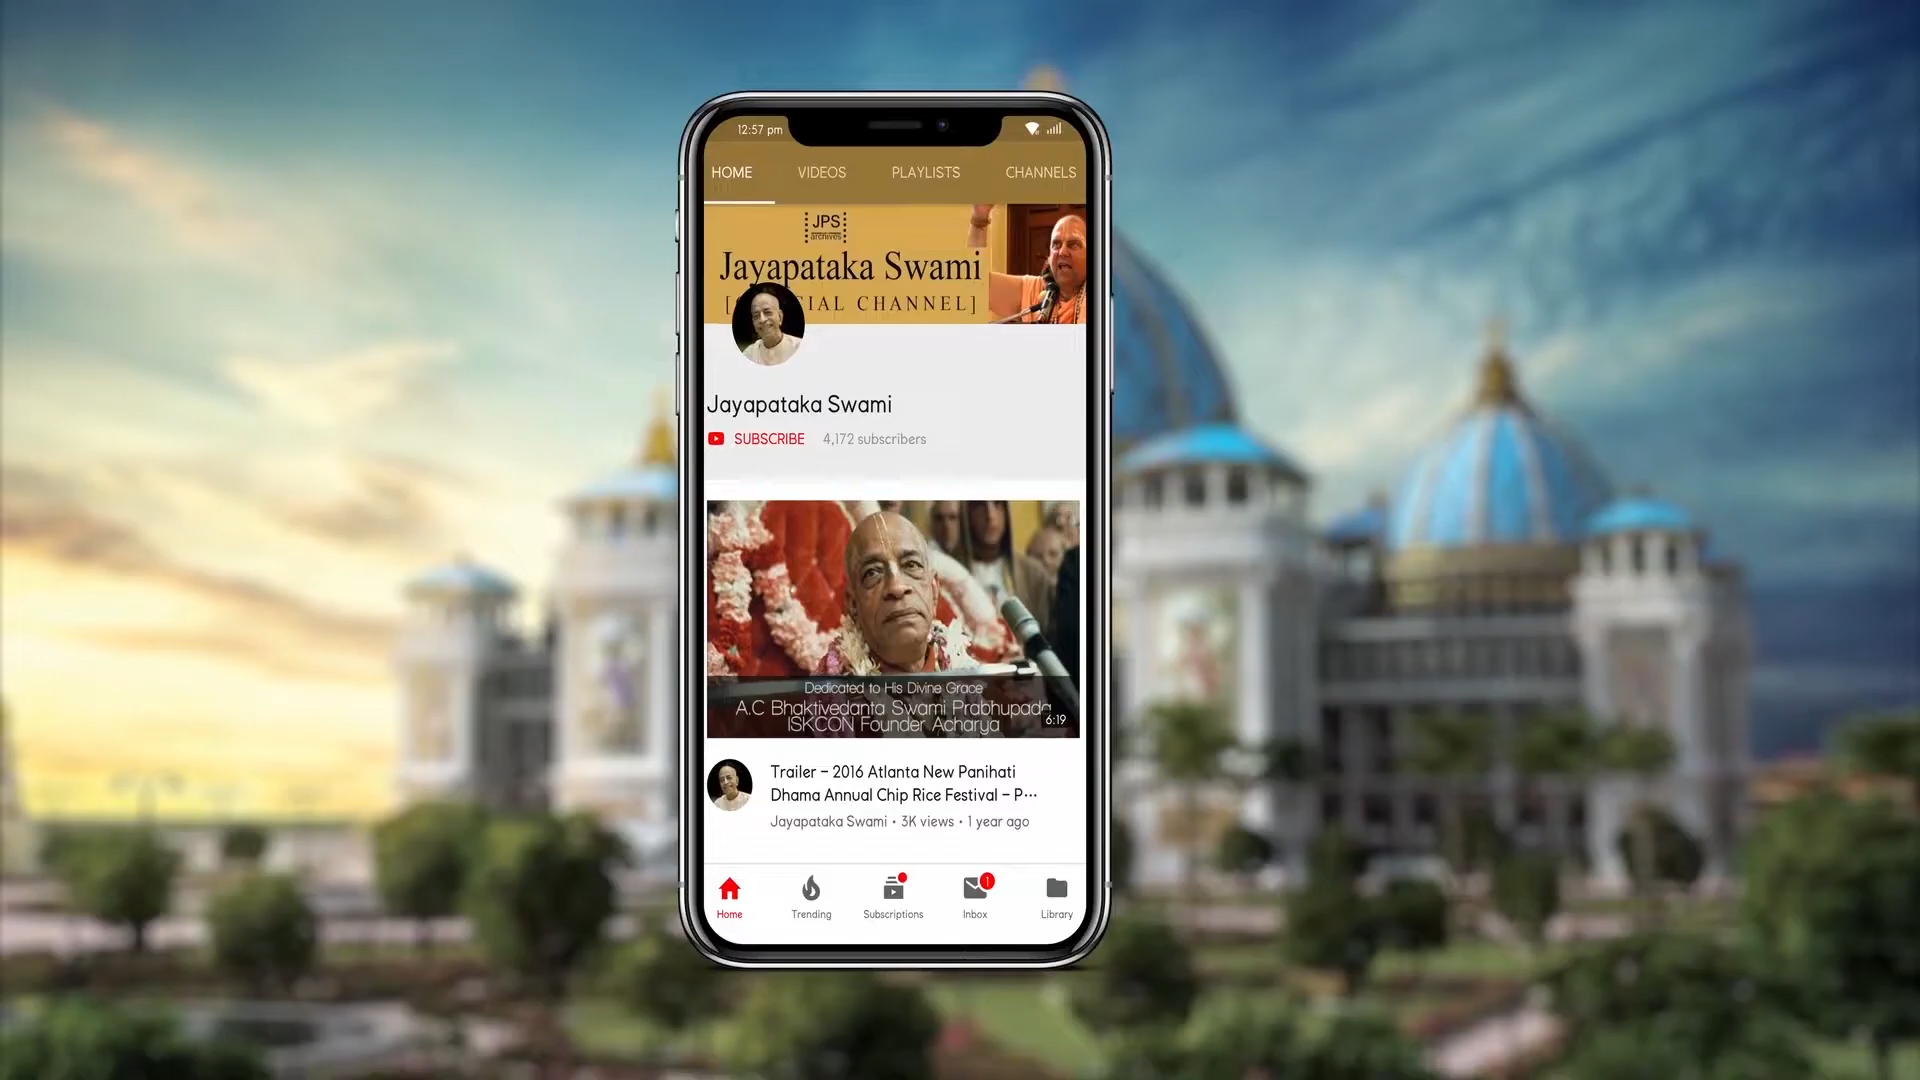 12:57 pm
HOME VIDEOS PLAYLISTS CHANNELS
JPS
archives
Jayapataka Swami
CIAL CHANNEL]
Jayapataka Swami
SUBSCRIBE 4,172 subscribers
Dedicated to His Divine Grace
A.C Bhaktivedanta Swami Prabhupada
ISKCON Founder Acharya
6:19
Trailer – 2016 Atlanta New Panihati
Dhama Annual Chip Rice Festival – P...
Jayapataka Swami • 3K views • 1 year ago
1
Home Trending Subscriptions Inbox Library